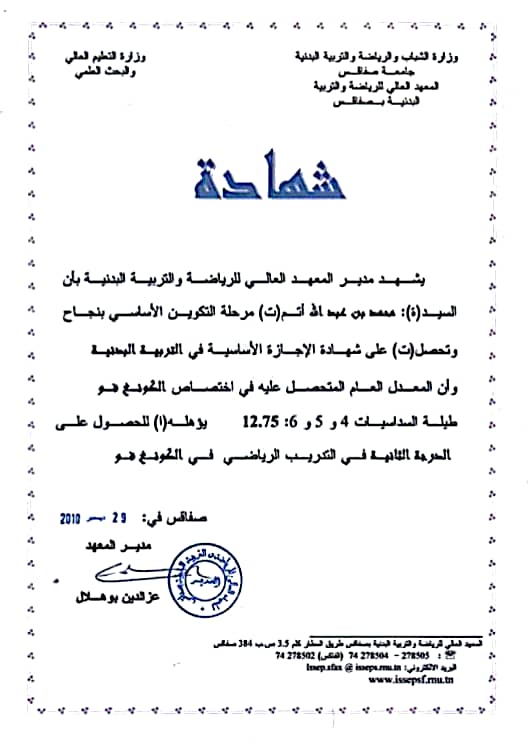 وزارة الشباب والرياضة والتربية البدنية
جامعة صفاقس
المعهد العالي للرياضة والتربية
البدنية بصفاقس
وزارة التعليم العالي
والبحث العلمي
شهادة
يشهد مدير المعهد العالي للرياضة والتربية البدنية بأن
السيد(ة): محمد بن عبد الله أتم(ت) مرحلة التكوين الأساسي بنجاح
وتحصل(ت) على شهادة الإجازة الأساسية في التربية البدنية
وأن المعدل العام المتحصل عليه في اختصاص الكونغ فو
طيلة السداسيات 4 و 5 و 6: 12.75 يؤهله(ا) للحصول على
الدرجة الثانية في التدريب الرياضي في الكونغ فو
صفاقس في: 29 ديسمبر 2010
مدير المعهد
المدير
عزالدين بوهلال
المعهد العالي للرياضة والتربية البدنية بصفاقس طريق المطار كلم 3.5 ص.ب 384 صفاقس
☎ : 278505 - 278504 74 (الفاكس) 278502 74
البريد الالكتروني: Issep.sfax @ isseps.rnu.tn
www.issepsf.rnu.tn